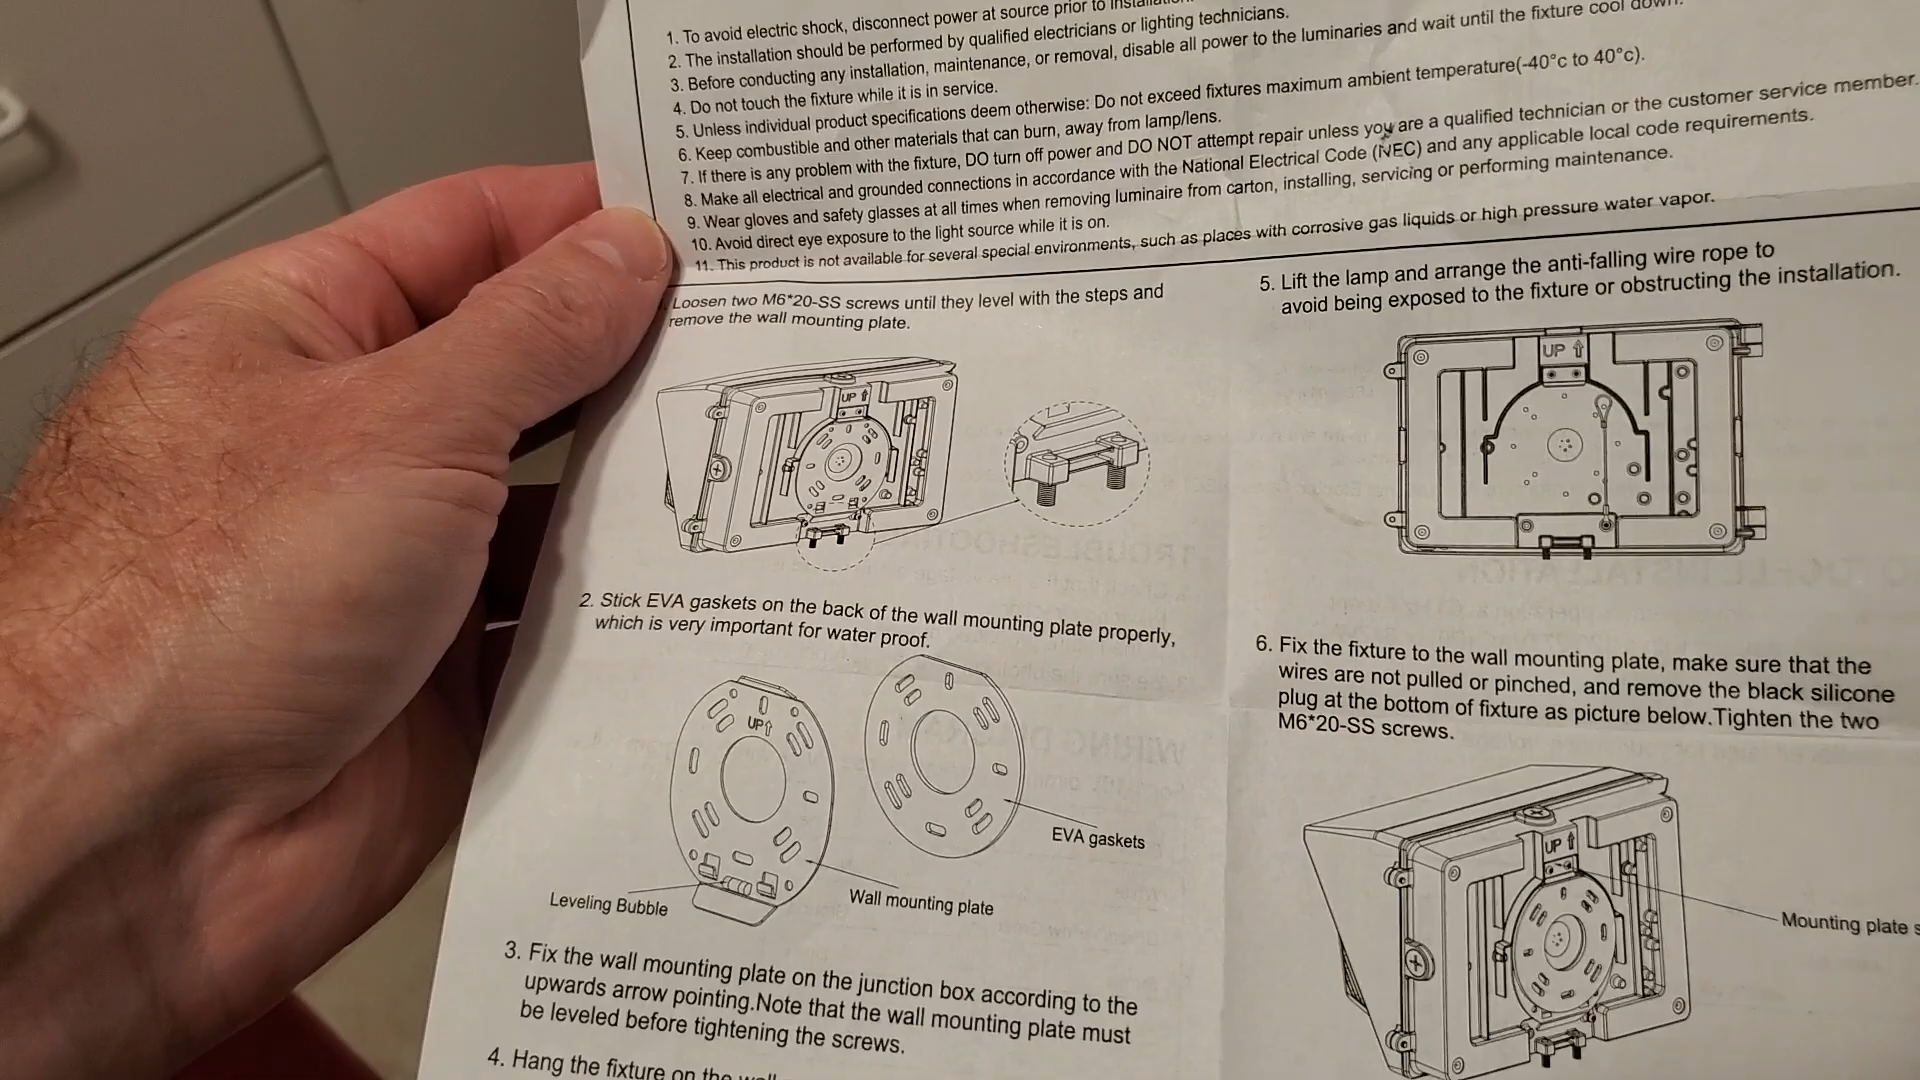 1. To avoid electric shock, disconnect power at source prior to
2. The installation should be performed by qualified electricians or lighting technicians.
3. Before conducting any installation, maintenance, or removal, disable all power to the luminaries and wait until the fixture cool down.
4. Do not touch the fixture while it is in service.
5. Unless individual product specifications deem otherwise: Do not exceed fixtures maximum ambient temperature(-40°c to 40°c).
6. Keep combustible and other materials that can burn, away from lamp/lens.
7. If there is any problem with the fixture, DO turn off power and DO NOT attempt repair unless you are a qualified technician or the customer service member.
8. Make all electrical and grounded connections in accordance with the National Electrical Code (NEC) and any applicable local code requirements.
9. Wear gloves and safety glasses at all times when removing luminaire from carton, installing, servicing or performing maintenance.
10. Avoid direct eye exposure to the light source while it is on.
11. This product is not available for several special environments, such as places with corrosive gas liquids or high pressure water vapor.
Loosen two M6*20-SS screws until they level with the steps and
remove the wall mounting plate.
UP
2. Stick EVA gaskets on the back of the wall mounting plate properly,
which is very important for water proof.
UP
EVA gaskets
Wall mounting plate
Leveling Bubble
3. Fix the wall mounting plate on the junction box according to the
upwards arrow pointing.Note that the wall mounting plate must
be leveled before tightening the screws.
4. Hang the fixture on the wall
5. Lift the lamp and arrange the anti-falling wire rope to
avoid being exposed to the fixture or obstructing the installation.
UP
6. Fix the fixture to the wall mounting plate, make sure that the
wires are not pulled or pinched, and remove the black silicone
plug at the bottom of fixture as picture below.Tighten the two
M6*20-SS screws.
UP
Mounting plate